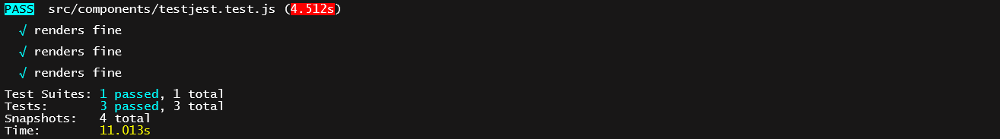 PASS src/components/testjest.test.js (4.512s)
√ renders fine
√ renders fine
√ renders fine
Test Suites: 1 passed, 1 total
Tests: 3 passed, 3 total
Snapshots: 4 total
Time: 11.013s